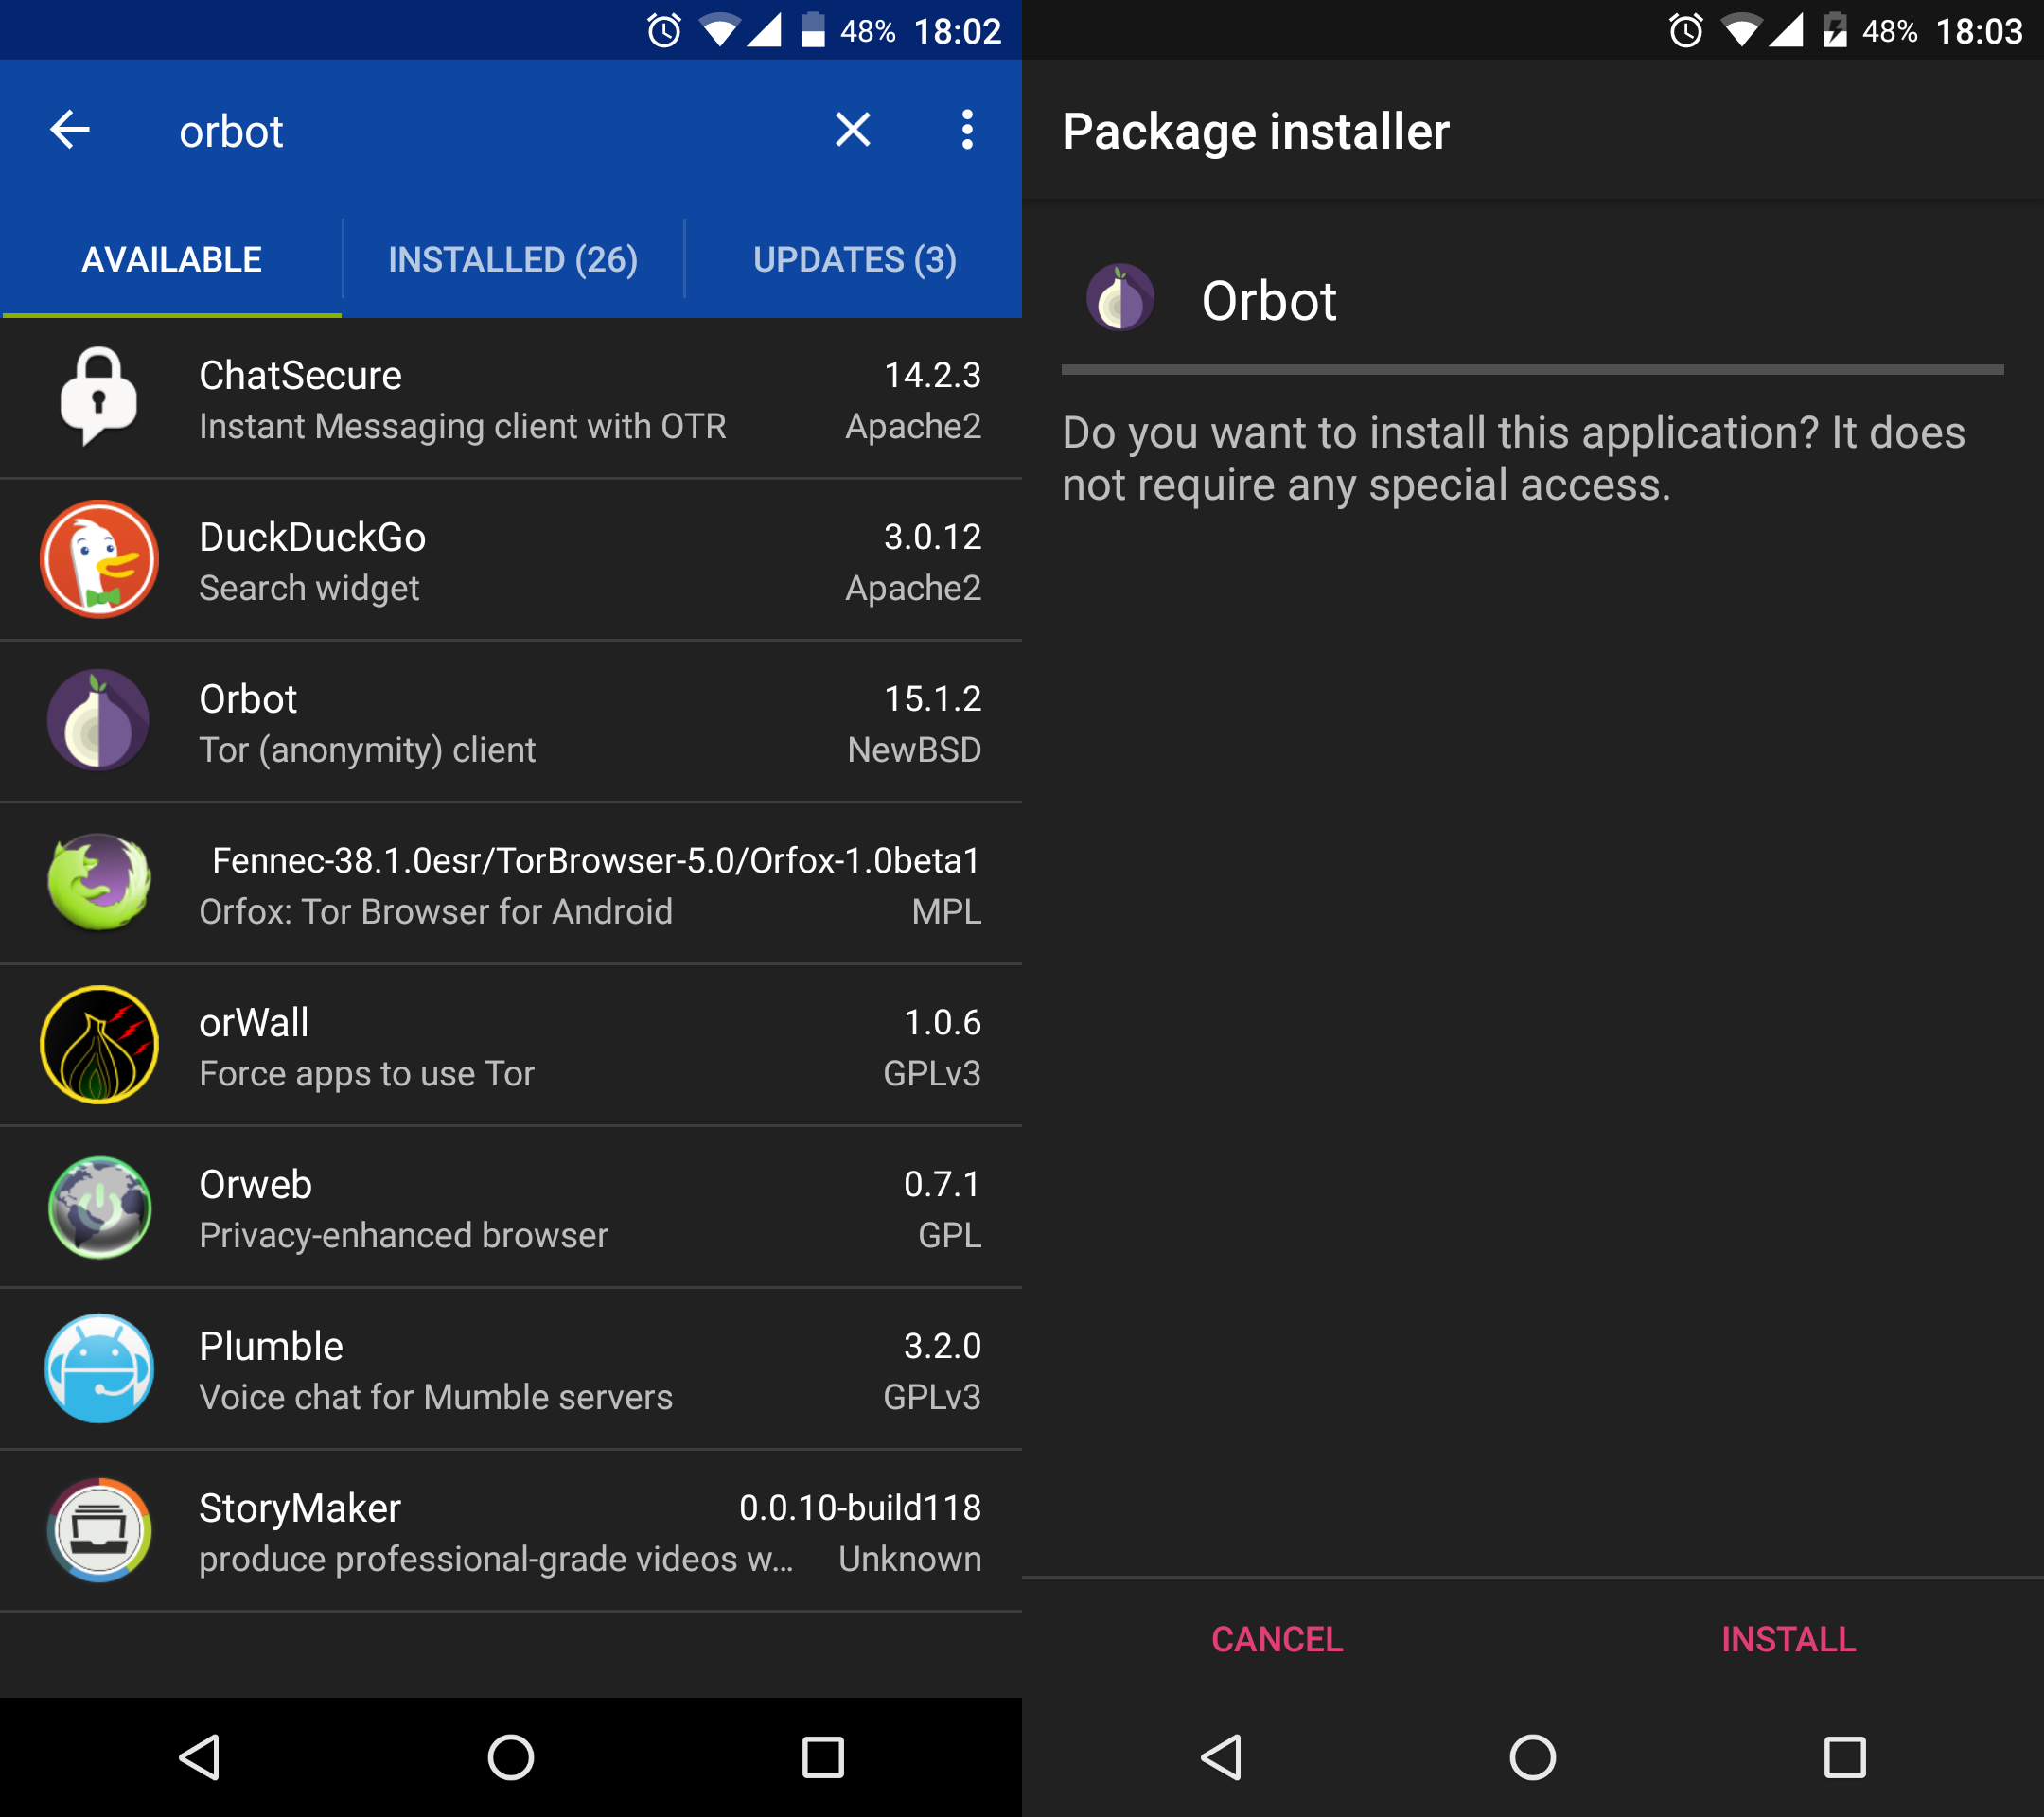 48% 18:02
orbot
AVAILABLE INSTALLED (26) UPDATES (3)
ChatSecure 14.2.3
Instant Messaging client with OTR Apache2
DuckDuckGo 3.0.12
Search widget Apache2
Orbot 15.1.2
Tor (anonymity) client NewBSD
Fennec-38.1.0esr/TorBrowser-5.0/Orfox-1.0beta1
Orfox: Tor Browser for Android MPL
orWall 1.0.6
Force apps to use Tor GPLv3
Orweb 0.7.1
Privacy-enhanced browser GPL
Plumble 3.2.0
Voice chat for Mumble servers GPLv3
StoryMaker 0.0.10-build118
produce professional-grade videos w... Unknown
48% 18:03
Package installer
Orbot
Do you want to install this application? It does
not require any special access.
CANCEL INSTALL